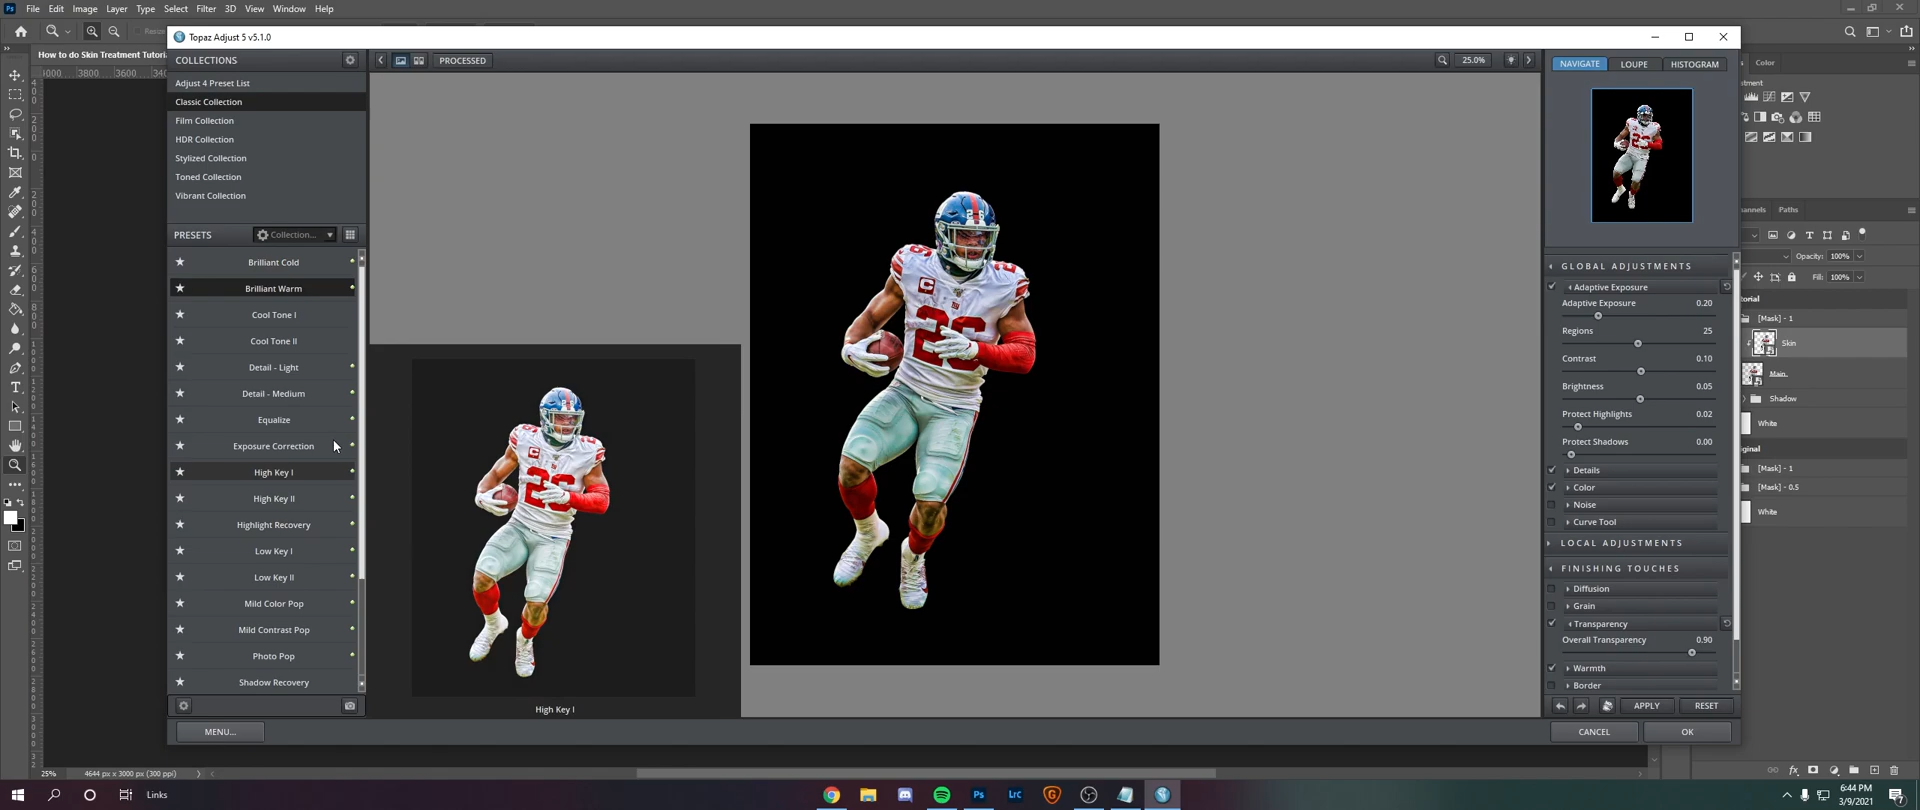 File Edit Image Layer Type Select Filter 3D View Window Help
Topaz Adjust 5 v5.1.0
How to do Skin Treatment Tutori
3800 3600
COLLECTIONS
Adjust 4 Preset List
Classic Collection
Film Collection
HDR Collection
Stylized Collection
Toned Collection
Vibrant Collection
PRESETS Collection...
Brilliant Cold
Brilliant Warm
Cool Tone I
Cool Tone II
Detail - Light
Detail - Medium
Equalize
Exposure Correction
High Key I
High Key II
Highlight Recovery
Low Key I
Low Key II
Mild Color Pop
Mild Contrast Pop
Photo Pop
Shadow Recovery
MENU...
PROCESSED
25.0%
26
C
26
High Key I
NAVIGATE LOUPE HISTOGRAM
GLOBAL ADJUSTMENTS
Adaptive Exposure
Adaptive Exposure 0.20
Regions 25
Contrast 0.10
Brightness 0.05
Protect Highlights 0.02
Protect Shadows 0.00
Details
Color
Noise
Curve Tool
LOCAL ADJUSTMENTS
FINISHING TOUCHES
Diffusion
Grain
Transparency
Overall Transparency 0.90
Warmth
Border
APPLY RESET
CANCEL OK
Color
Paths
Opacity: 100%
Fill: 100%
[Mask] - 1
Skin
Main
Shadow
White
[Mask] - 1
[Mask] - 0.5
White
25% 4644 px x 3000 px (300 ppi)
Links
Ps
Lrc
6:44 PM
3/9/2021
7